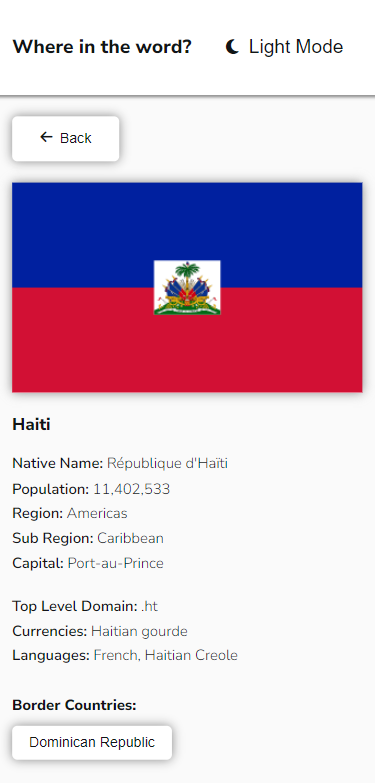 Where in the word?
Light Mode
Back
Haiti
Native Name: République d'Haïti
Population: 11,402,533
Region: Americas
Sub Region: Caribbean
Capital: Port-au-Prince
Top Level Domain: .ht
Currencies: Haitian gourde
Languages: French, Haitian Creole
Border Countries:
Dominican Republic